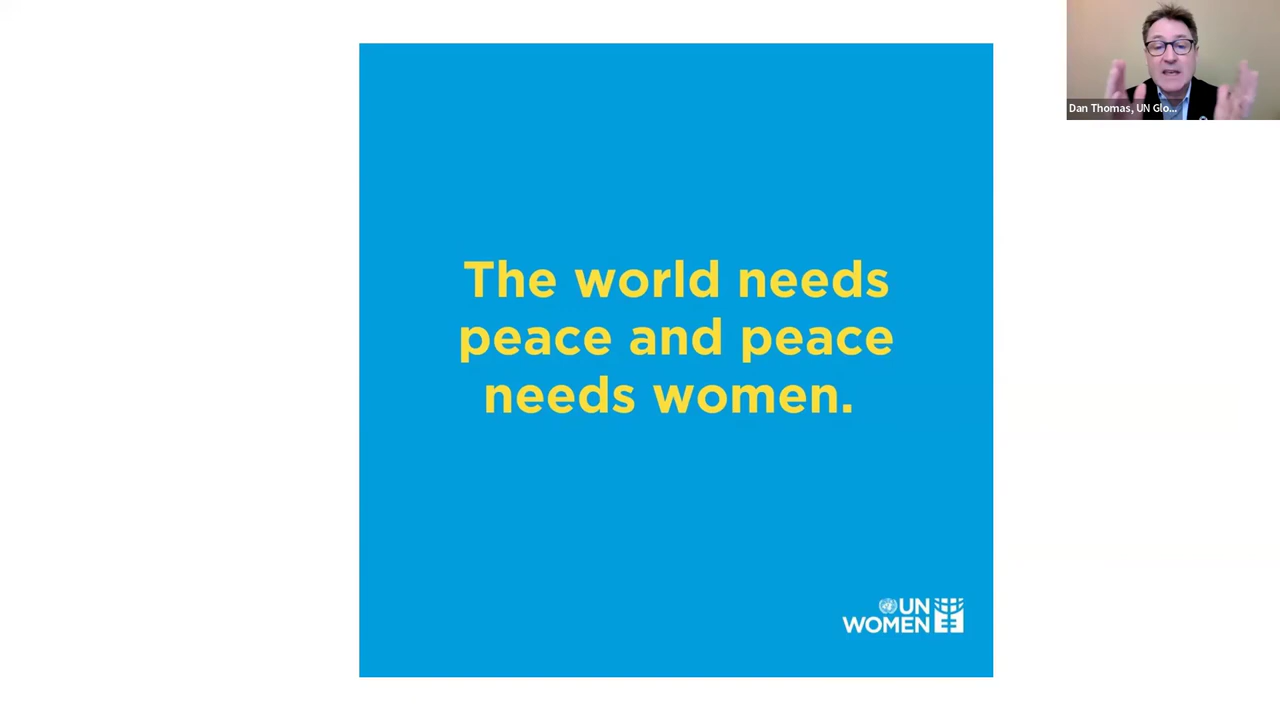 Dan Thomas, UN Glo...
The world needs
peace and peace
needs women.
UN
WOMEN